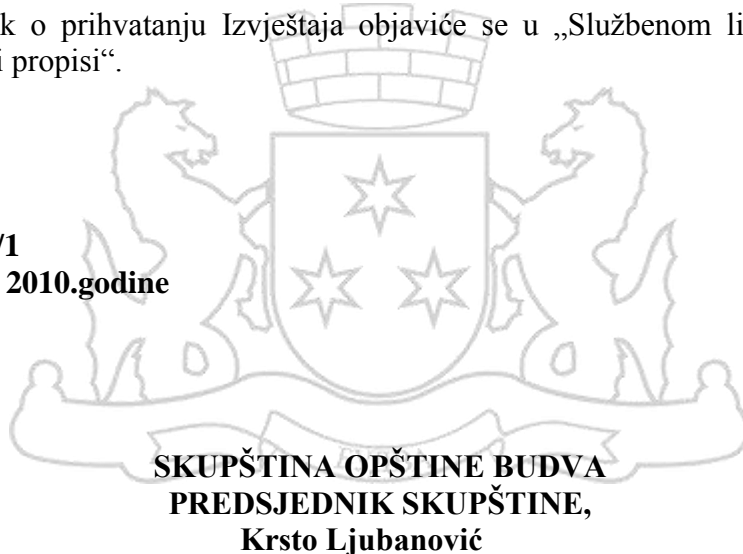 k o prihvatanju Izvještaja objaviće se u „Službenom li
i propisi“.
/1
2010.godine
SKUPŠTINA OPŠTINE BUDVA
PREDSJEDNIK SKUPŠTINE,
Krsto Ljubanović